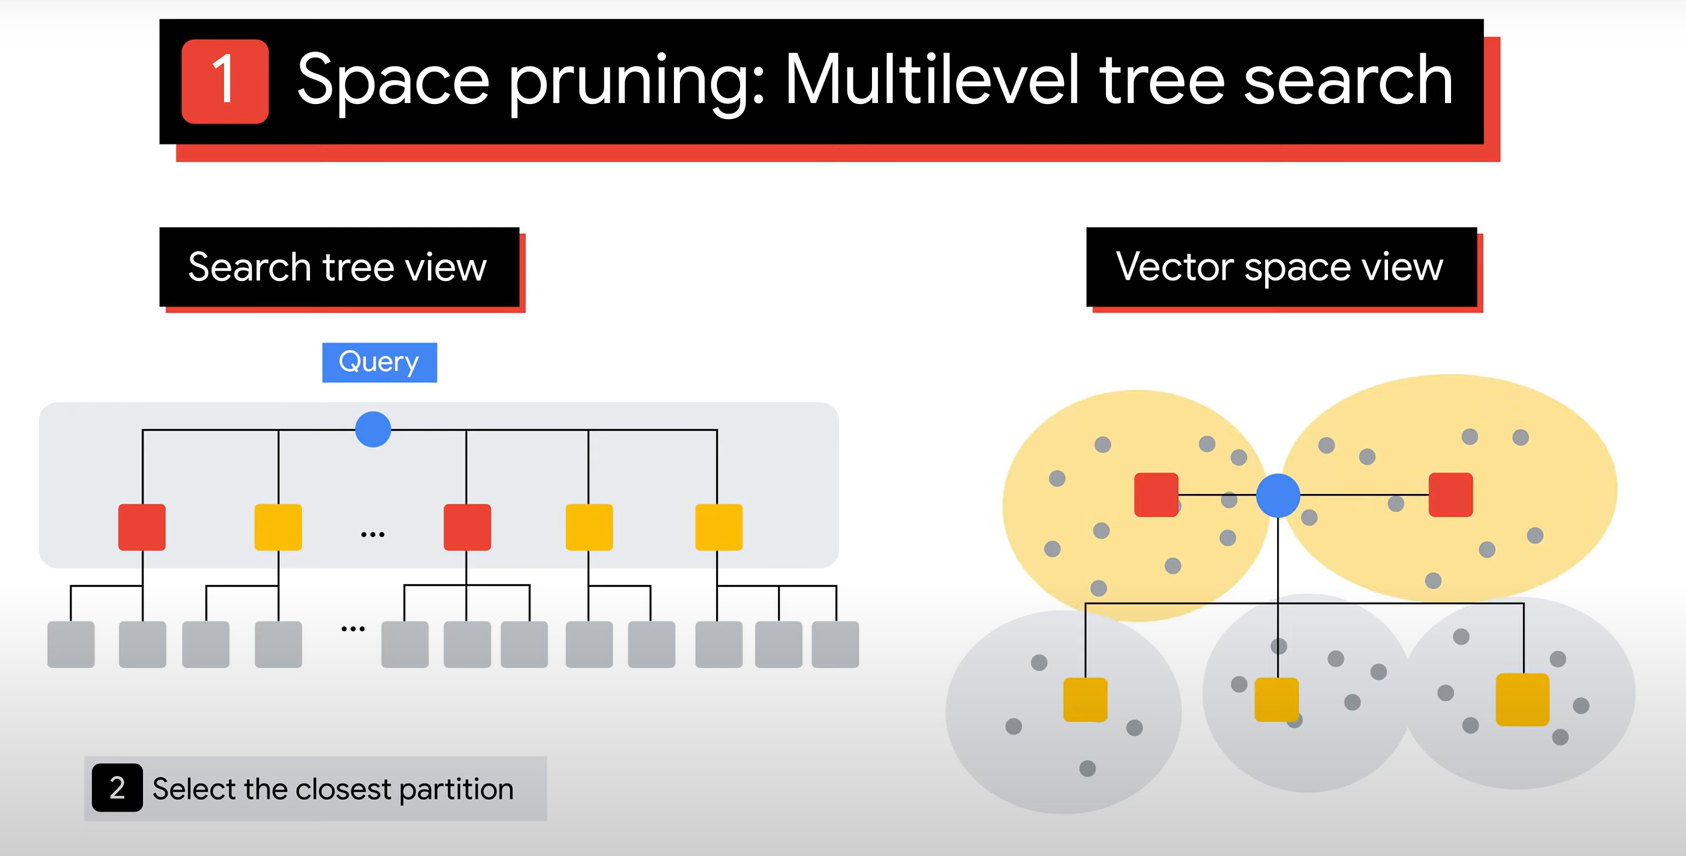 1 Space pruning: Multilevel tree search
Search tree view
Vector space view
Query
...
...
2 Select the closest partition